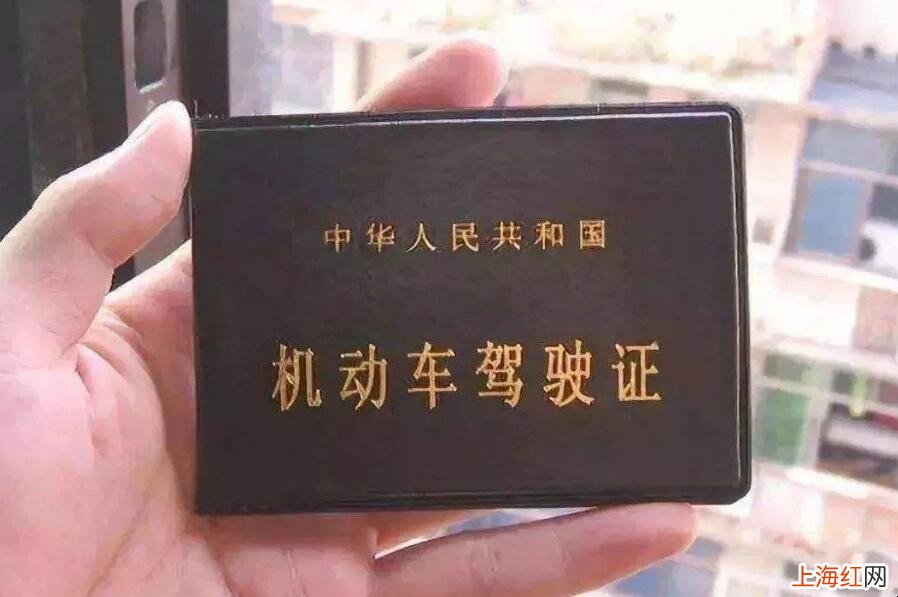 中华人民共和国
机动车驾驶证
上海红网